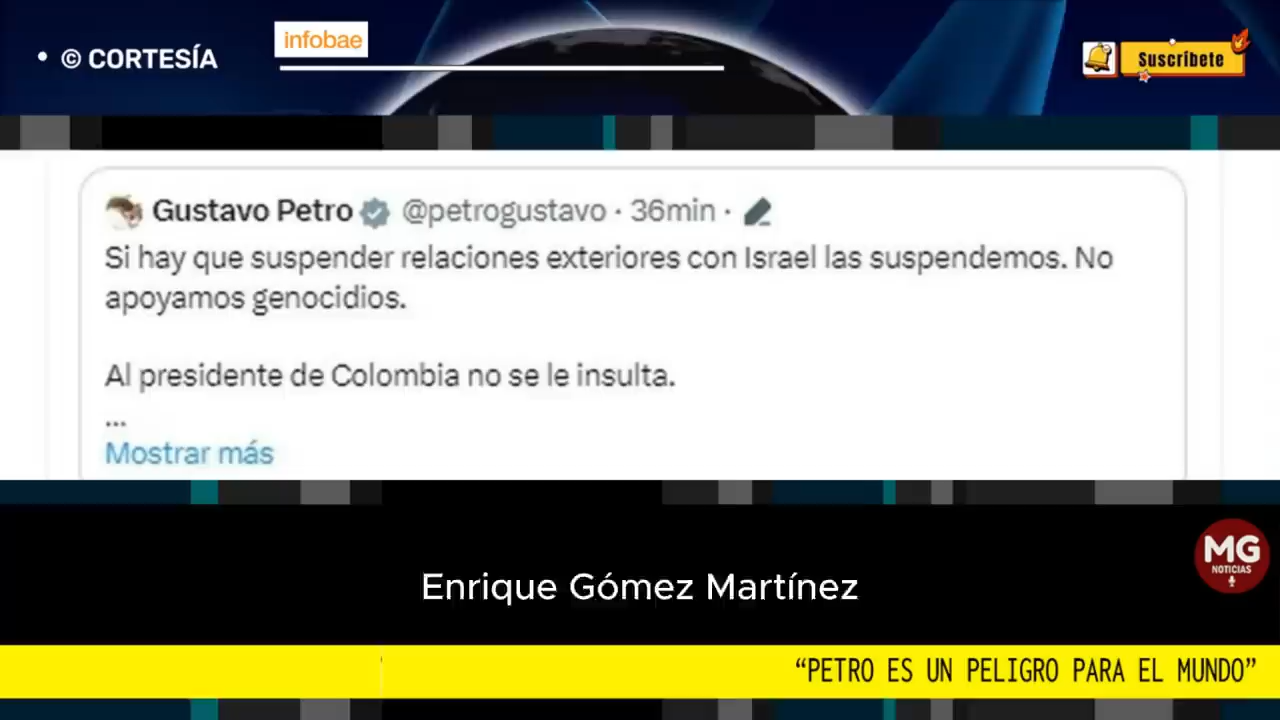 • © CORTESÍA
infobae
Suscríbete
Gustavo Petro @petrogustavo · 36min ·
Si hay que suspender relaciones exteriores con Israel las suspendemos. No
apoyamos genocidios.
Al presidente de Colombia no se le insulta.
...
Mostrar más
MG
NOTICIAS
Enrique Gómez Martínez
“PETRO ES UN PELIGRO PARA EL MUNDO”